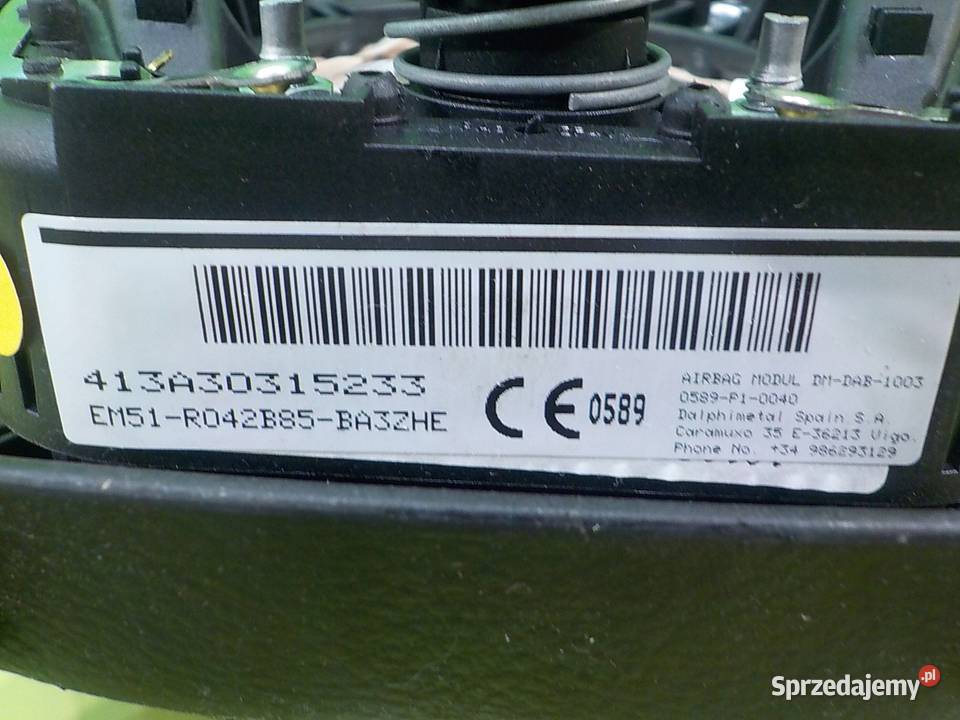 413A30315233
EM51-R042B85-BA3ZHE
CE 0589
AIRBAG MODUL DM-DAB-1003
0589-P1-0040
Dalphimetal Spain S.A.
Caramuxo 35 E-36213 Vigo.
Phone No. +34 986293129
Sprzedajemy.pl